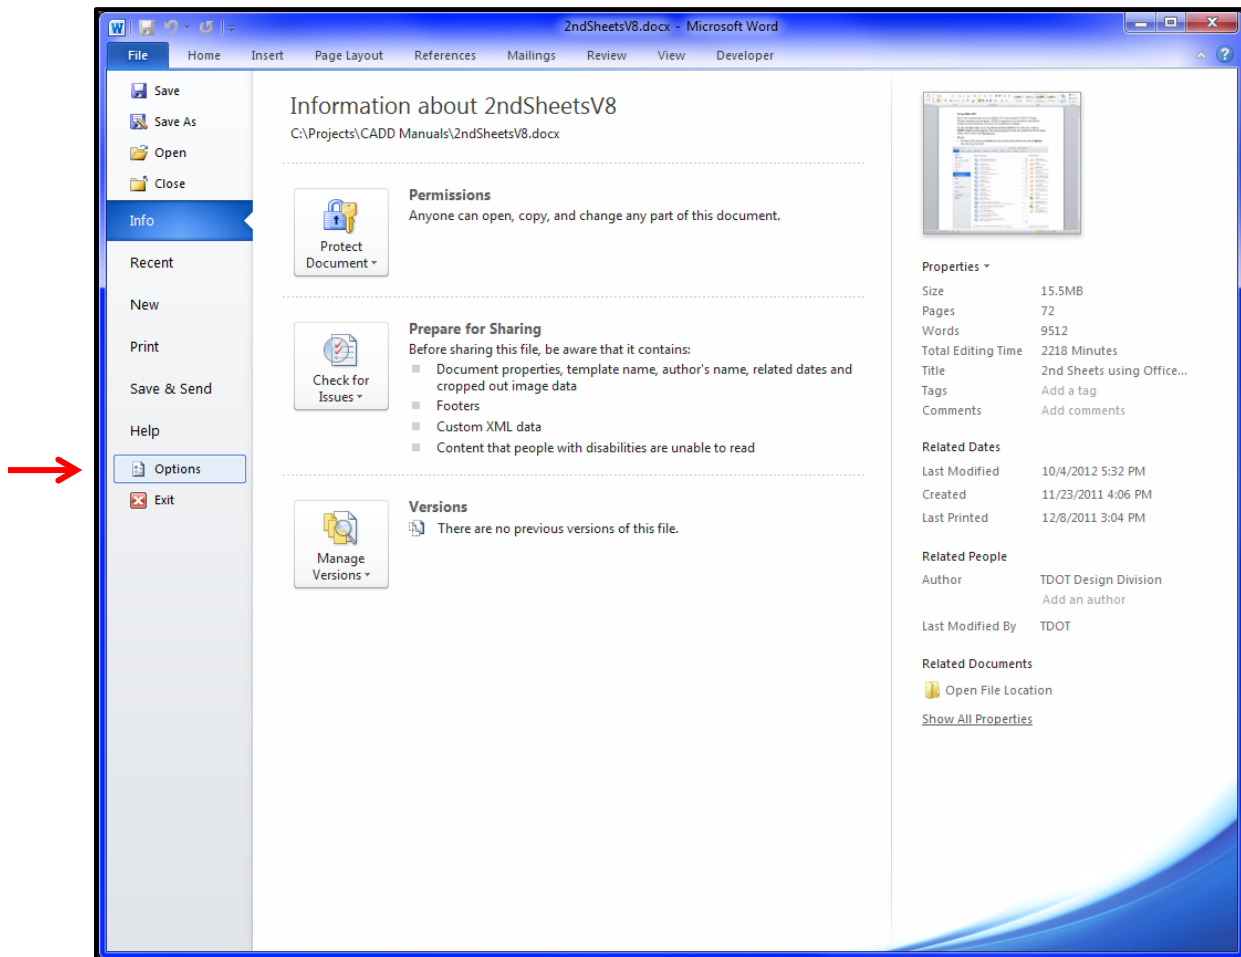 2ndSheetsV8.docx - Microsoft Word
File Home Insert Page Layout References Mailings Review View Developer
Save
Save As
Open
Close
Info
Recent
New
Print
Save & Send
Help
Options
Exit
Information about 2ndSheetsV8
C:\Projects\CADD Manuals\2ndSheetsV8.docx
Protect
Document
Permissions
Anyone can open, copy, and change any part of this document.
Check for
Issues
Prepare for Sharing
Before sharing this file, be aware that it contains:
Document properties, template name, author's name, related dates and
cropped out image data
Footers
Custom XML data
Content that people with disabilities are unable to read
Manage
Versions
Versions
There are no previous versions of this file.
Properties
Size 15.5MB
Pages 72
Words 9512
Total Editing Time 2218 Minutes
Title 2nd Sheets using Office...
Tags Add a tag
Comments Add comments
Related Dates
Last Modified 10/4/2012 5:32 PM
Created 11/23/2011 4:06 PM
Last Printed 12/8/2011 3:04 PM
Related People
Author TDOT Design Division
Add an author
Last Modified By TDOT
Related Documents
Open File Location
Show All Properties